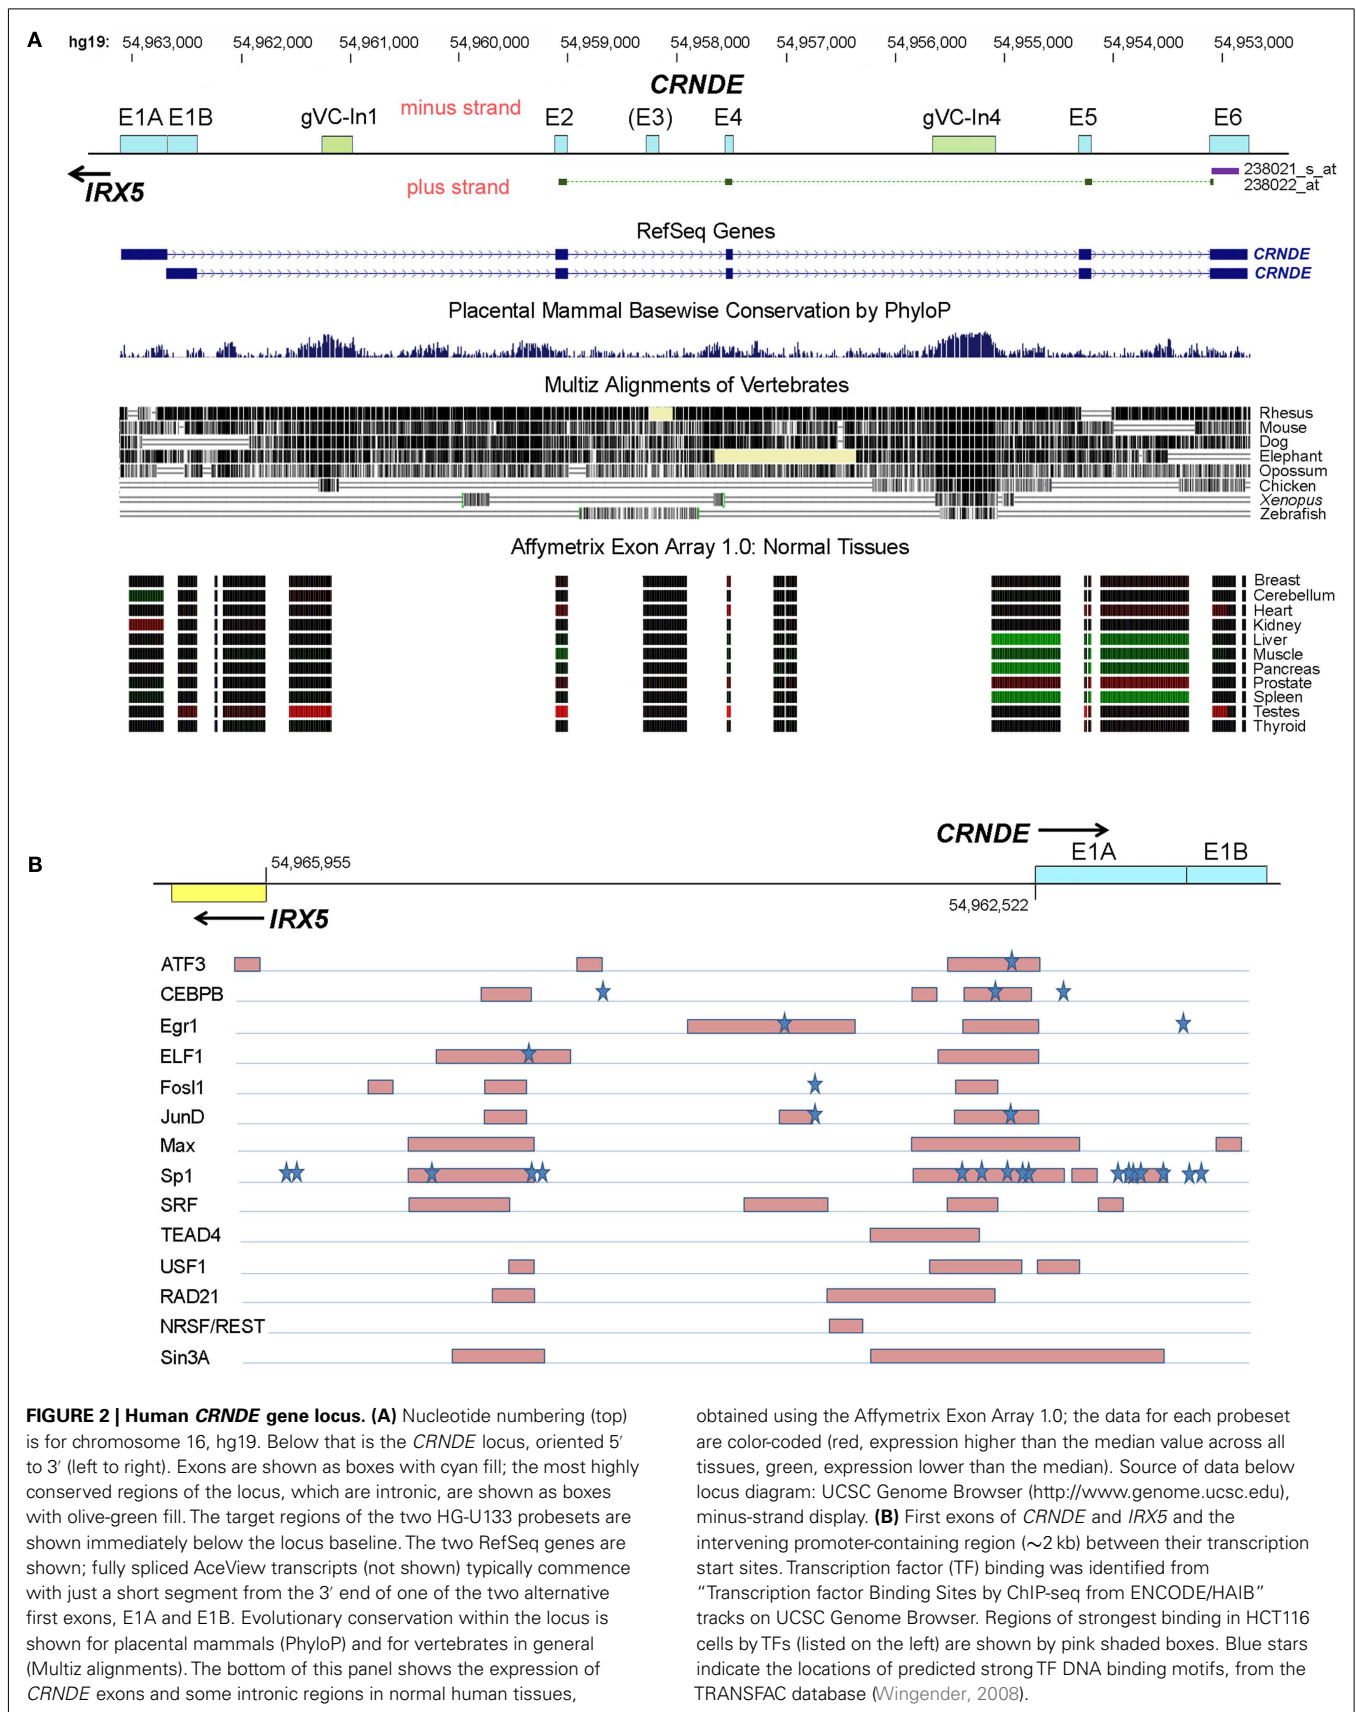 A
hg19: 54,963,000 54,962,000 54,961,000 54,960,000 54,959,000 54,958,000 54,957,000 54,956,000 54,955,000 54,954,000 54,953,000
CRNDE
minus strand
E1A E1B gVC-In1 E2 (E3) E4 gVC-In4 E5 E6
238021_s_at
238022_at
IRX5
plus strand
RefSeq Genes
CRNDE
CRNDE
Placental Mammal Basewise Conservation by PhyloP
Multiz Alignments of Vertebrates
Rhesus
Mouse
Dog
Elephant
Opossum
Chicken
Xenopus
Zebrafish
Affymetrix Exon Array 1.0: Normal Tissues
Breast
Cerebellum
Heart
Kidney
Liver
Muscle
Pancreas
Prostate
Spleen
Testes
Thyroid
CRNDE
B
54,965,955
E1A E1B
54,962,522
IRX5
ATF3
CEBPB
Egr1
ELF1
Fosl1
JunD
Max
Sp1
SRF
TEAD4
USF1
RAD21
NRSF/REST
Sin3A
FIGURE 2 | Human CRNDE gene locus. (A) Nucleotide numbering (top)
is for chromosome 16, hg19. Below that is the CRNDE locus, oriented 5′
to 3′ (left to right). Exons are shown as boxes with cyan fill; the most highly
conserved regions of the locus, which are intronic, are shown as boxes
with olive-green fill. The target regions of the two HG-U133 probesets are
shown immediately below the locus baseline. The two RefSeq genes are
shown; fully spliced AceView transcripts (not shown) typically commence
with just a short segment from the 3′ end of one of the two alternative
first exons, E1A and E1B. Evolutionary conservation within the locus is
shown for placental mammals (PhyloP) and for vertebrates in general
(Multiz alignments). The bottom of this panel shows the expression of
CRNDE exons and some intronic regions in normal human tissues,
obtained using the Affymetrix Exon Array 1.0; the data for each probeset
are color-coded (red, expression higher than the median value across all
tissues, green, expression lower than the median). Source of data below
locus diagram: UCSC Genome Browser (http://www.genome.ucsc.edu),
minus-strand display. (B) First exons of CRNDE and IRX5 and the
intervening promoter-containing region (∼2 kb) between their transcription
start sites. Transcription factor (TF) binding was identified from
"Transcription factor Binding Sites by ChIP-seq from ENCODE/HAIB"
tracks on UCSC Genome Browser. Regions of strongest binding in HCT116
cells by TFs (listed on the left) are shown by pink shaded boxes. Blue stars
indicate the locations of predicted strong TF DNA binding motifs, from the
TRANSFAC database (Wingender, 2008).